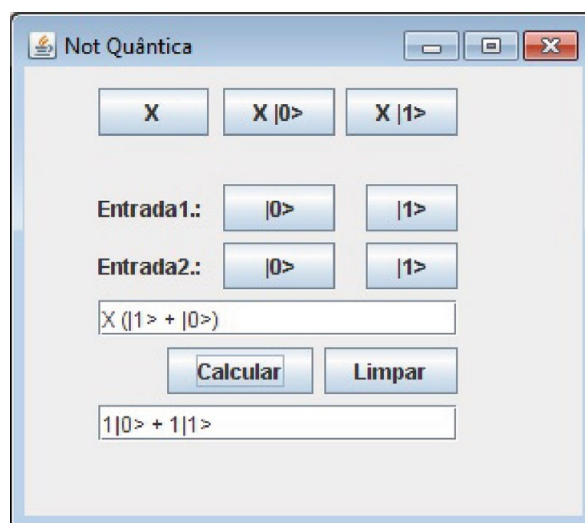 Not Quântica
X X |0> X |1>
Entrada1.: |0> |1>
Entrada2.: |0> |1>
X (|1> + |0>)
Calcular Limpar
1|0> + 1|1>